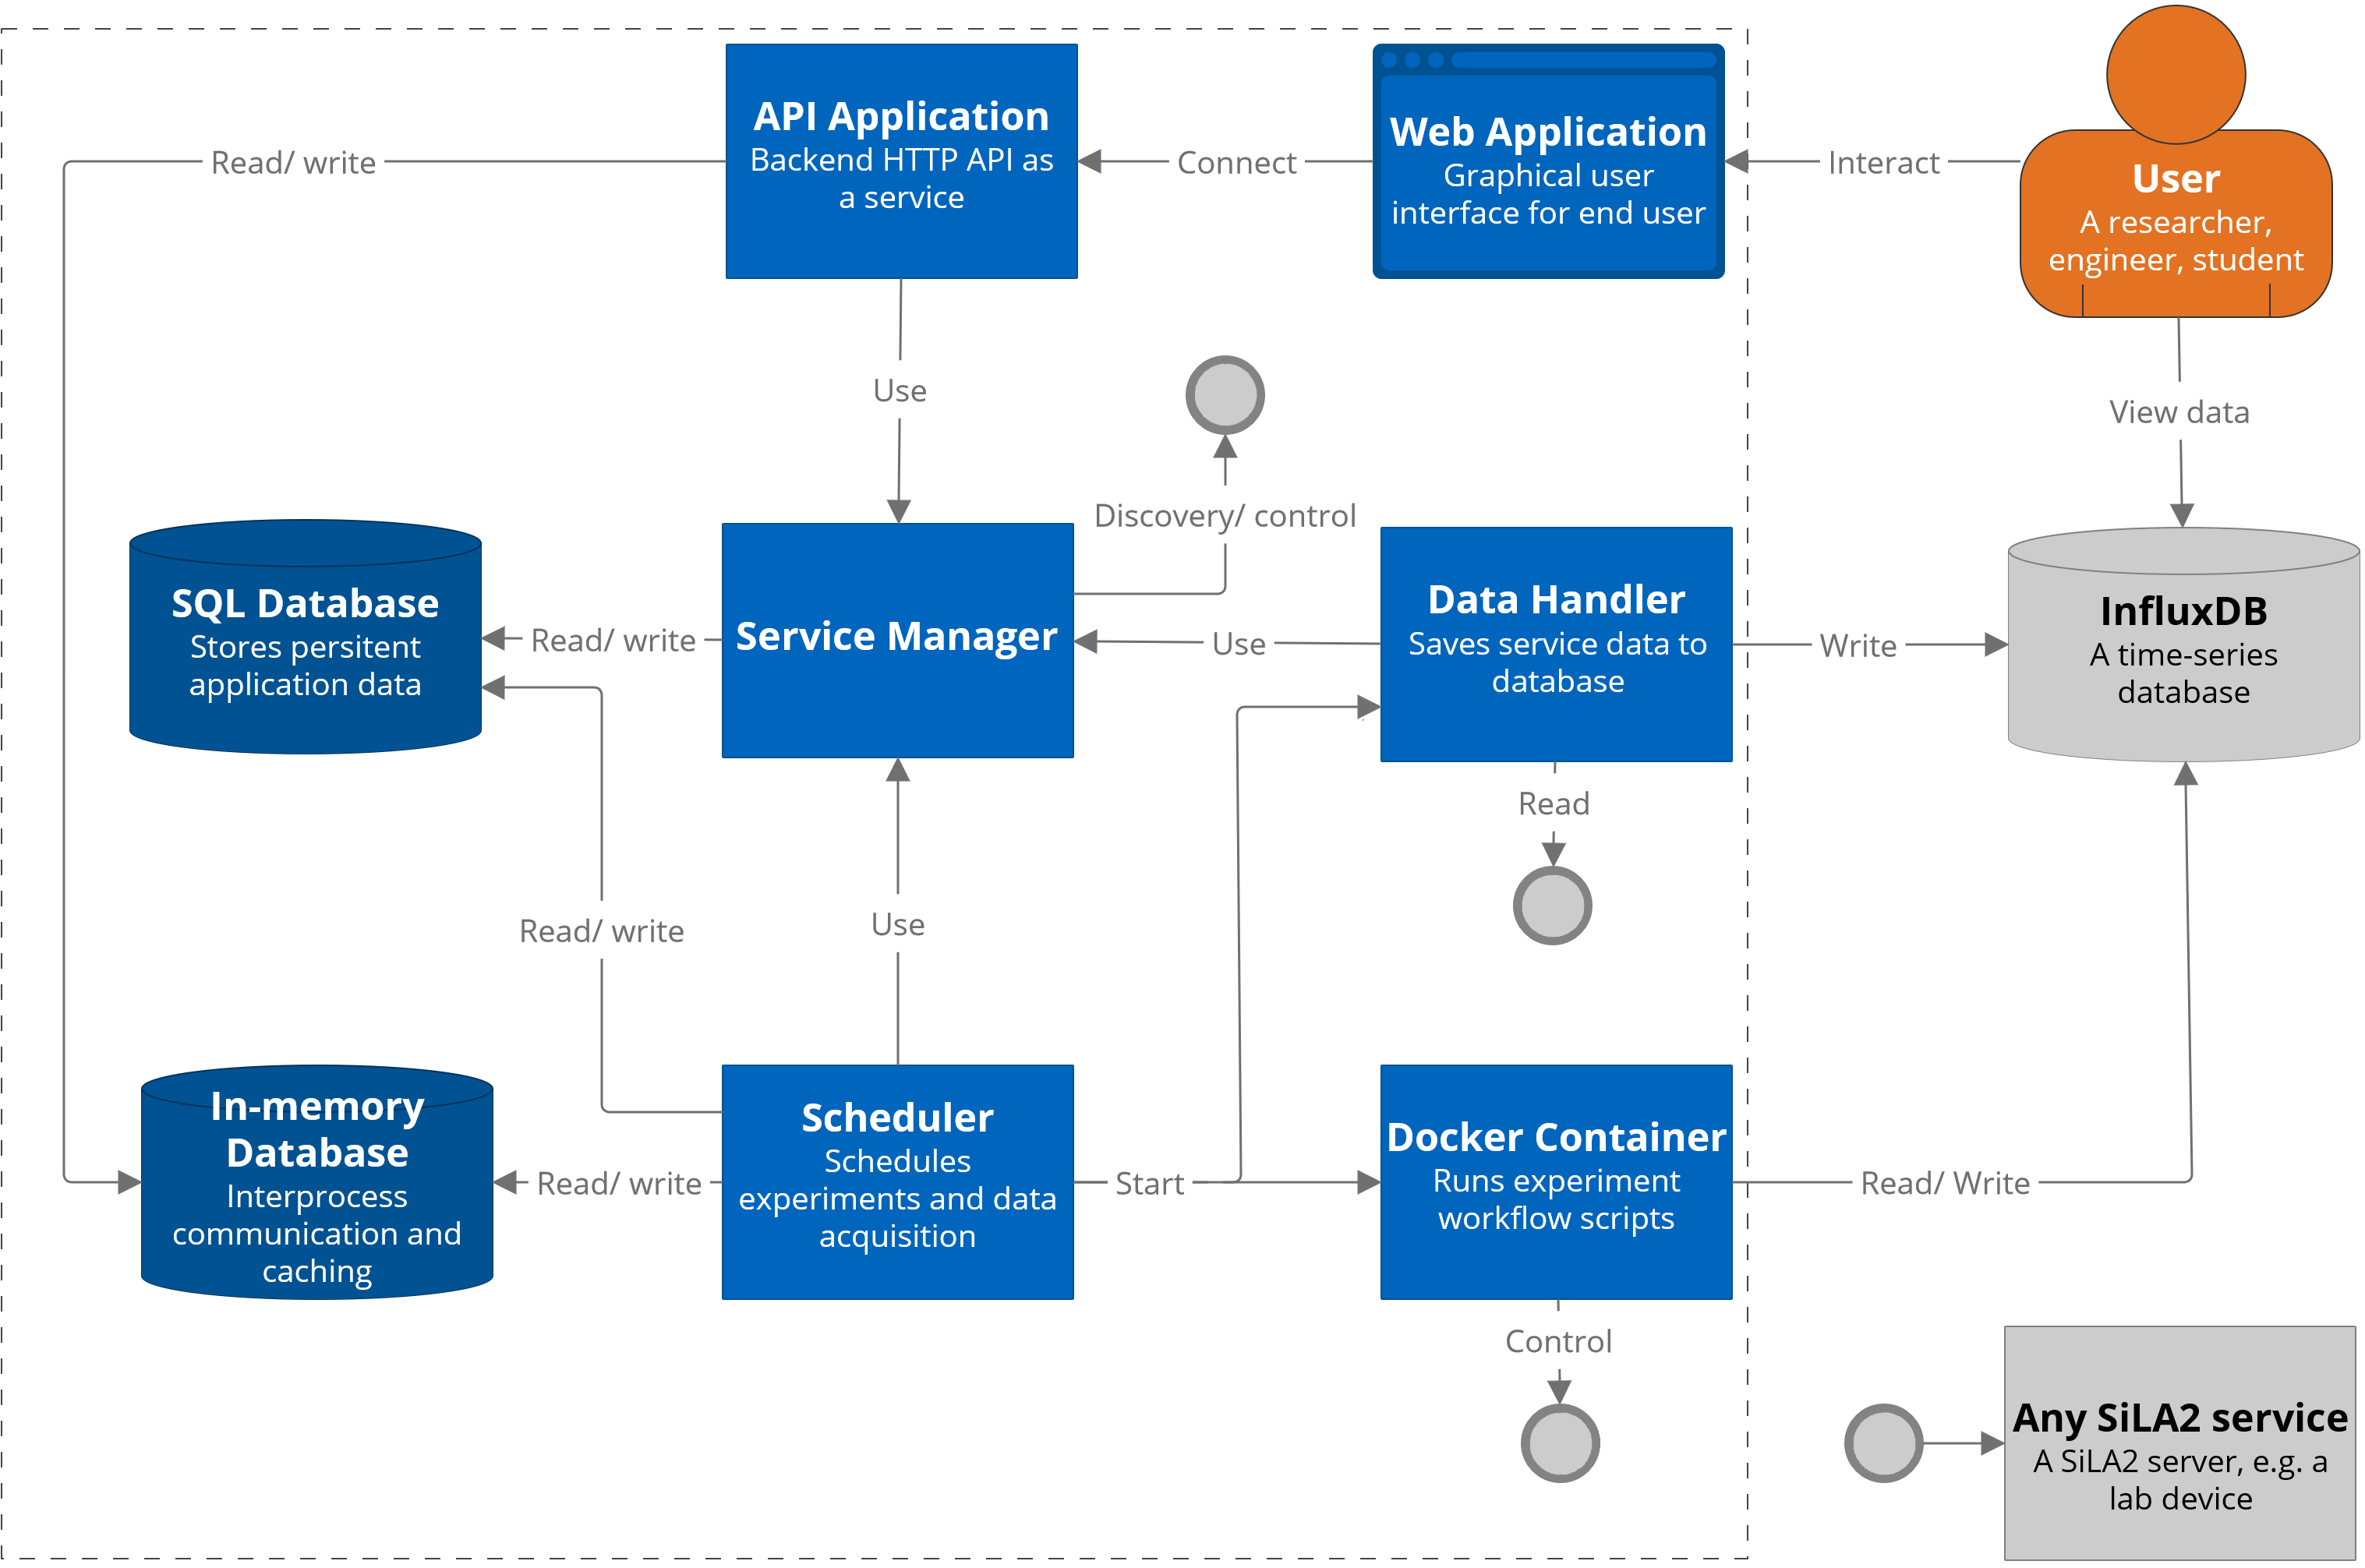 API Application
Backend HTTP API as
a service
Web Application
Graphical user
interface for end user
User
A researcher,
engineer, student
Read/ write
Connect
Interact
Use
View data
Discovery/ control
SQL Database
Stores persitent
application data
Read/ write
Service Manager
Use
Data Handler
Saves service data to
database
Write
InfluxDB
A time-series
database
Read
Read/ write
Use
In-memory
Database
Interprocess
communication and
caching
Read/ write
Scheduler
Schedules
experiments and data
acquisition
Start
Docker Container
Runs experiment
workflow scripts
Read/ Write
Control
Any SiLA2 service
A SiLA2 server, e.g. a
lab device